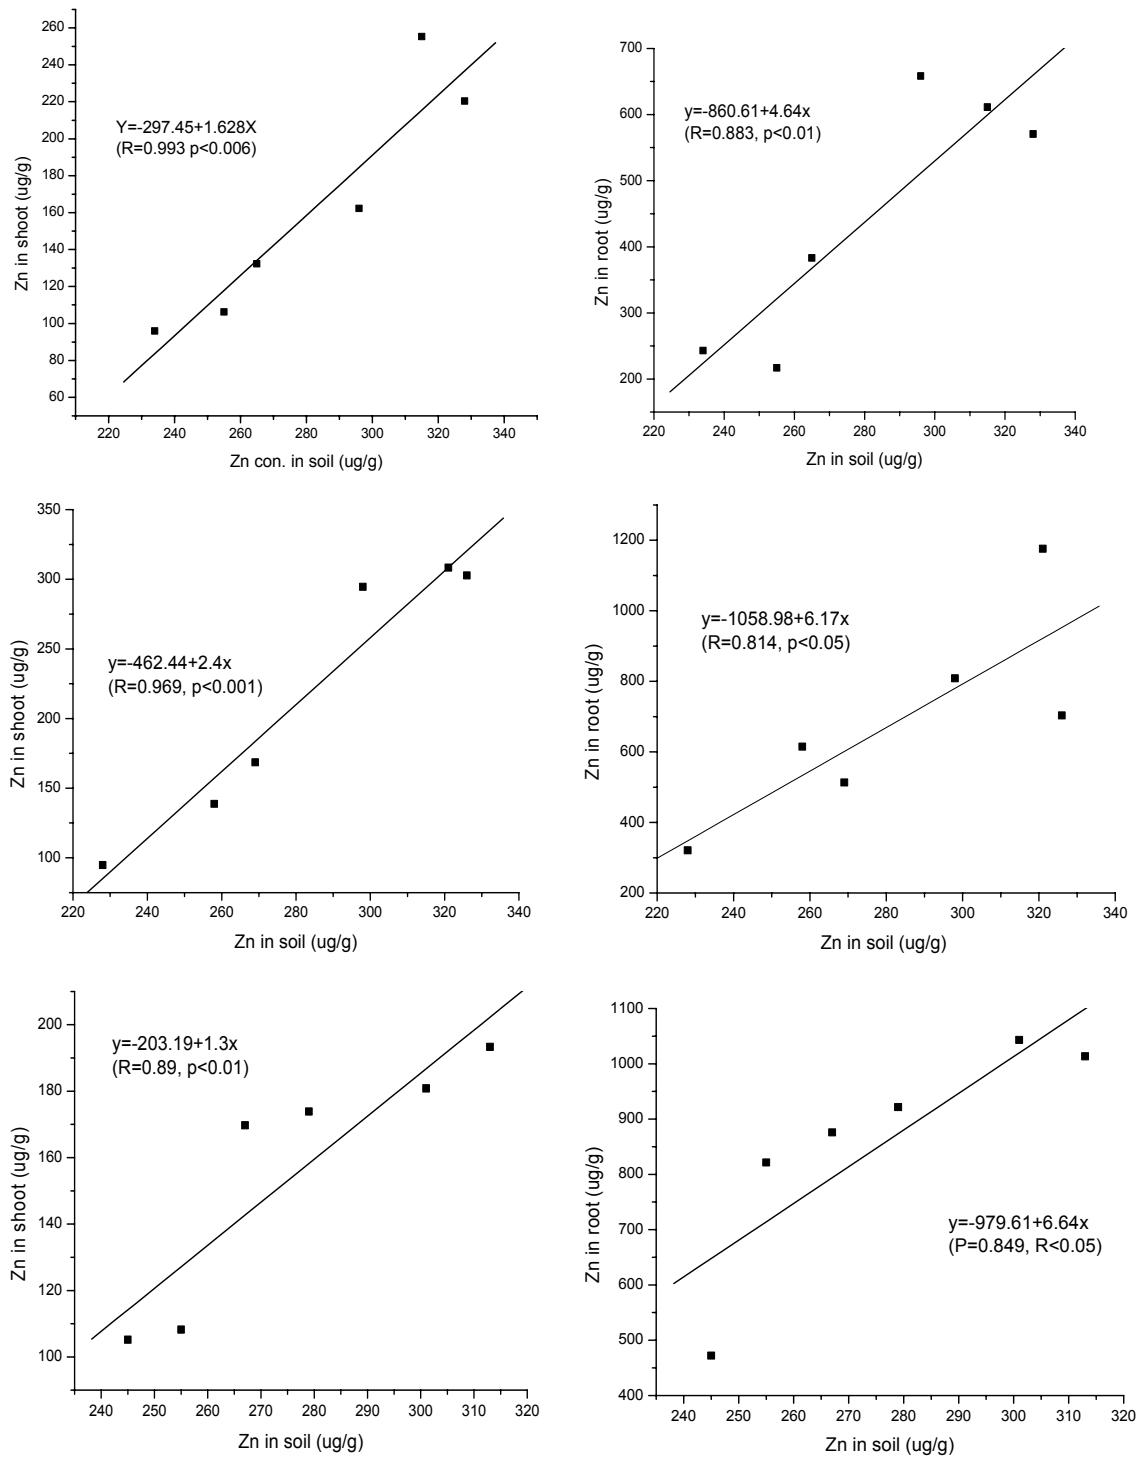 260
240
220
200
180
160
140
120
100
80
60
Zn in shoot (ug/g)
Y=-297.45+1.628X
(R=0.993 p<0.006)
220 240 260 280 300 320 340
Zn con. in soil (ug/g)
700
600
500
400
300
200
Zn in root (ug/g)
y=-860.61+4.64x
(R=0.883, p<0.01)
220 240 260 280 300 320 340
Zn in soil (ug/g)
350
300
250
200
150
100
Zn in shoot (ug/g)
y=-462.44+2.4x
(R=0.969, p<0.001)
220 240 260 280 300 320 340
Zn in soil (ug/g)
1200
1000
800
600
400
200
Zn in root (ug/g)
y=-1058.98+6.17x
(R=0.814, p<0.05)
220 240 260 280 300 320 340
Zn in soil (ug/g)
200
180
160
140
120
100
Zn in shoot (ug/g)
y=-203.19+1.3x
(R=0.89, p<0.01)
240 250 260 270 280 290 300 310 320
Zn in soil (ug/g)
1100
1000
900
800
700
600
500
400
Zn in root (ug/g)
y=-979.61+6.64x
(P=0.849, R<0.05)
240 250 260 270 280 290 300 310 320
Zn in soil (ug/g)